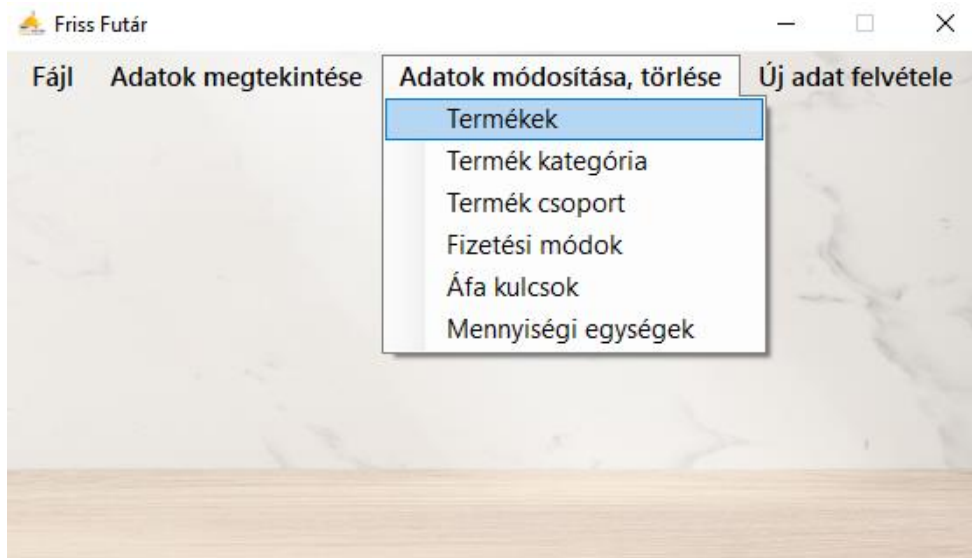 Friss Futár
Fájl Adatok megtekintése Adatok módosítása, törlése Új adat felvétele
Termékek
Termék kategória
Termék csoport
Fizetési módok
Áfa kulcsok
Mennyiségi egységek